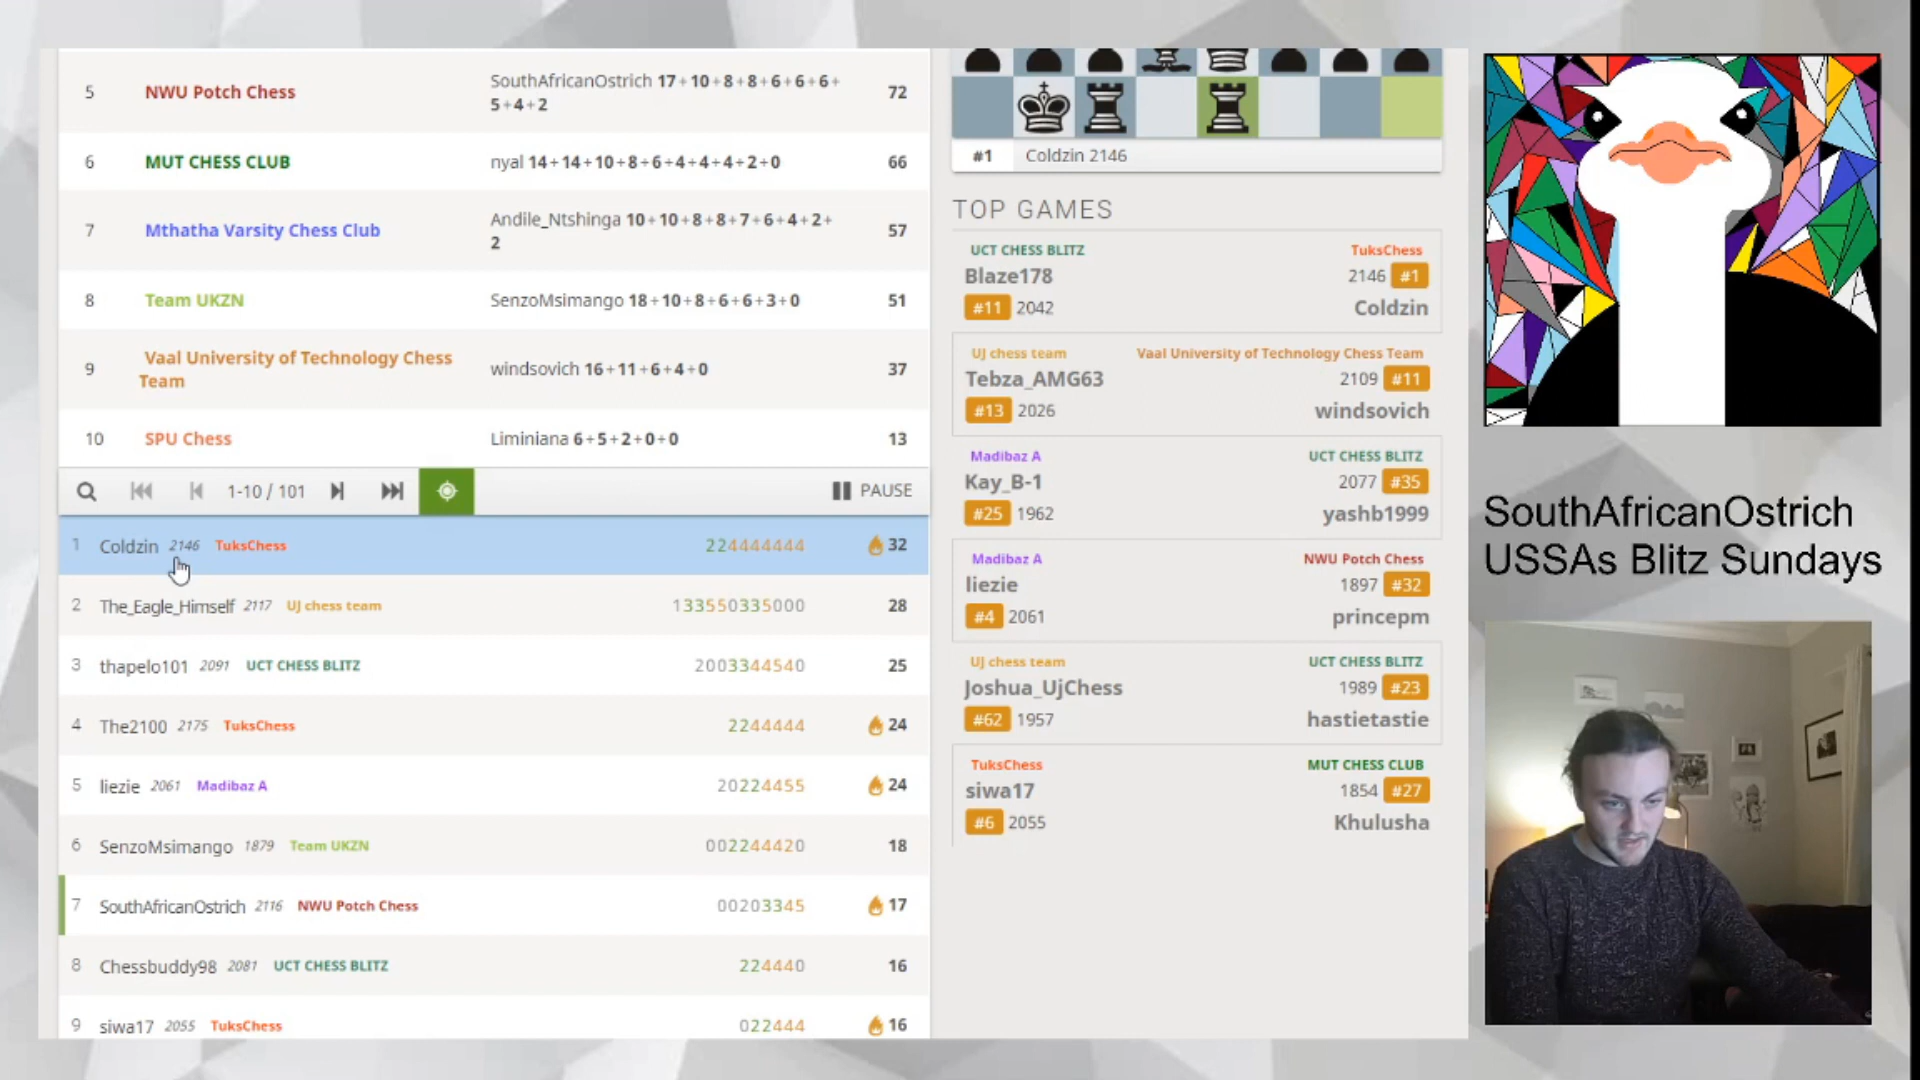 5 NWU Potch Chess SouthAfricanOstrich 17+10+8+8+6+6+6+
5+4+2 72
6 MUT CHESS CLUB nyal 14+14+10+8+6+4+4+4+2+0 66
7 Mthatha Varsity Chess Club Andile_Ntshinga 10+10+8+8+7+6+4+2+
2 57
8 Team UKZN SenzoMsimango 18+10+8+6+6+3+0 51
9 Vaal University of Technology Chess
Team windsovich 16+11+6+4+0 37
10 SPU Chess Liminiana 6+5+2+0+0 13
1-10 / 101 PAUSE
1 Coldzin 2146 TuksChess 224444444 32
2 The_Eagle_Himself 2117 UJ chess team 133550335000 28
3 thapelo101 2091 UCT CHESS BLITZ 2003344540 25
4 The2100 2175 TuksChess 2244444 24
5 liezie 2061 Madibaz A 20224455 24
6 SenzoMsimango 1879 Team UKZN 002244420 18
7 SouthAfricanOstrich 2116 NWU Potch Chess 00203345 17
8 Chessbuddy98 2081 UCT CHESS BLITZ 224440 16
9 siwa17 2055 TuksChess 022444 16
#1 Coldzin 2146
TOP GAMES
UCT CHESS BLITZ TuksChess
Blaze178 2146 #1
#11 2042 Coldzin
UJ chess team Vaal University of Technology Chess Team
Tebza_AMG63 2109 #11
#13 2026 windsovich
Madibaz A UCT CHESS BLITZ
Kay_B-1 2077 #35
#25 1962 yashb1999
Madibaz A NWU Potch Chess
liezie 1897 #32
#4 2061 princepm
UJ chess team UCT CHESS BLITZ
Joshua_UjChess 1989 #23
#62 1957 hastietastie
TuksChess MUT CHESS CLUB
siwa17 1854 #27
#6 2055 Khulusha
SouthAfricanOstrich
USSAs Blitz Sundays